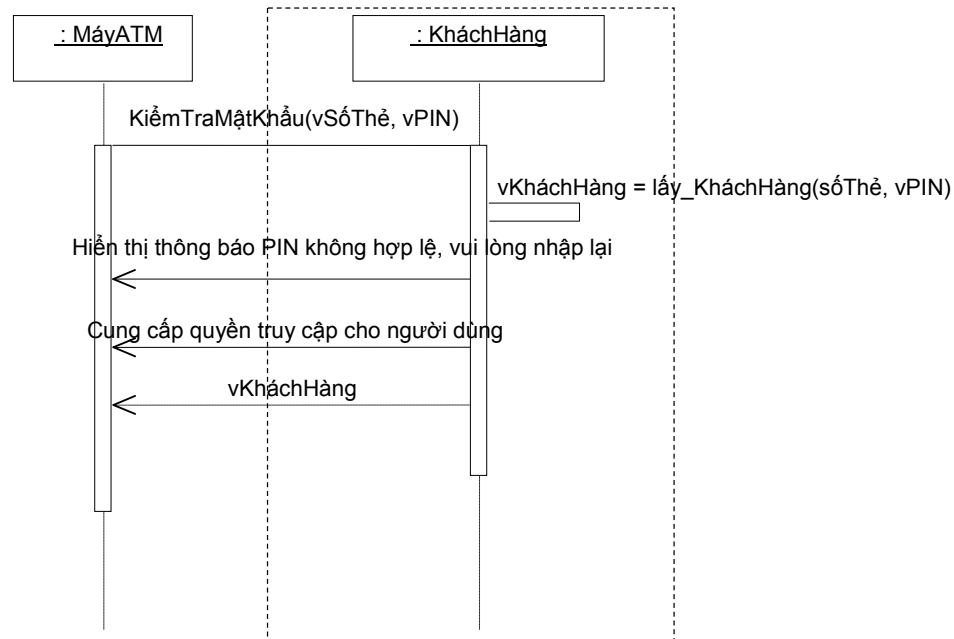 : MáyATM
: KháchHàng
KiểmTraMậtKhẩu(vSốThẻ, vPIN)
vKháchHàng = lấy_KháchHàng(sốThẻ, vPIN)
Hiển thị thông báo PIN không hợp lệ, vui lòng nhập lại
Cung cấp quyền truy cập cho người dùng
vKháchHàng